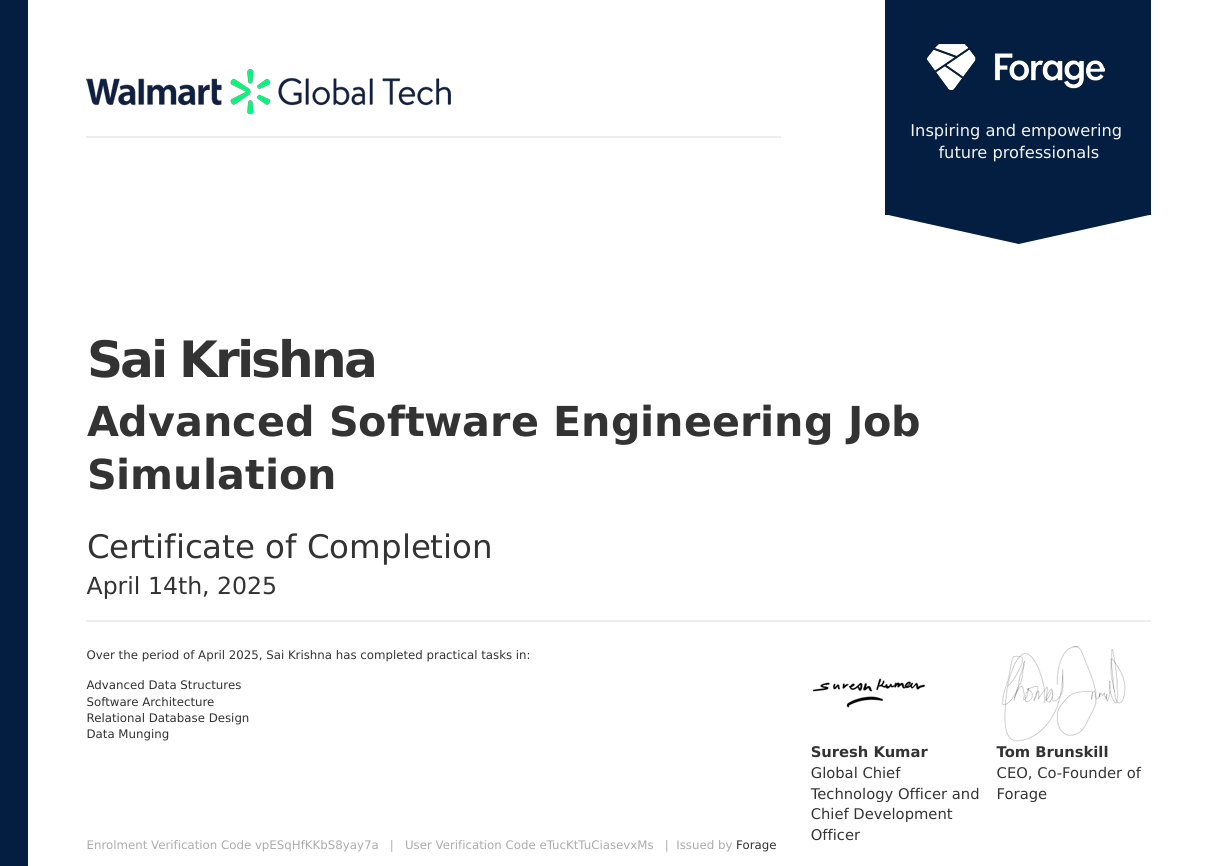 Walmart Global Tech
Forage
Inspiring and empowering
future professionals
Sai Krishna
Advanced Software Engineering Job
Simulation
Certificate of Completion
April 14th, 2025
Over the period of April 2025, Sai Krishna has completed practical tasks in:
Advanced Data Structures
Software Architecture
Relational Database Design
Data Munging
Suresh Kumar
Suresh Kumar
Global Chief
Technology Officer and
Chief Development
Officer
Tom Brunskill
CEO, Co-Founder of
Forage
Enrolment Verification Code vpESqHfKKbS8yay7a | User Verification Code eTucKtTuCiasevxMs | Issued by Forage